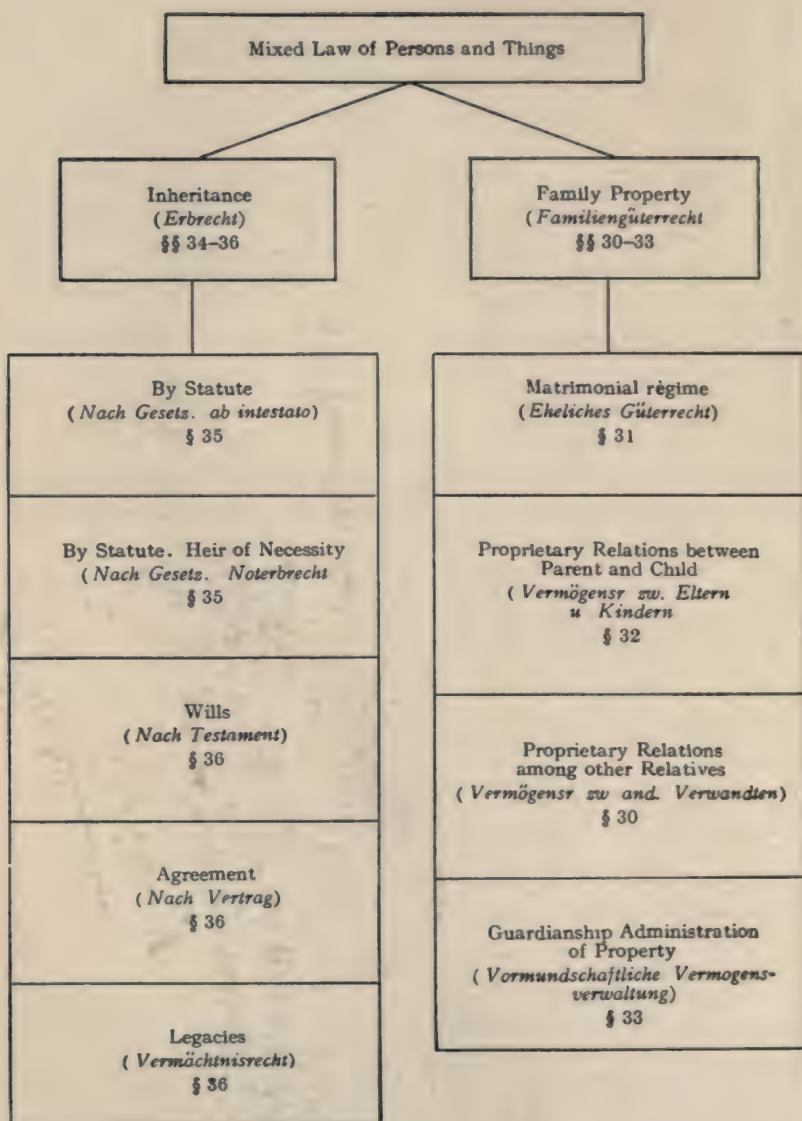 Mixed Law of Persons and Things
Inheritance
(Erbrecht)
§§ 34–36
By Statute
(Nach Gesetz. ab intestato)
§ 35
By Statute. Heir of Necessity
(Nach Gesetz. Noterbrecht
§ 35
Wills
(Nach Testament)
§ 36
Agreement
(Nach Vertrag)
§ 36
Legacies
(Vermächtnisrecht)
§ 36
Family Property
(Familiengüterrecht
§§ 30–33
Matrimonial règime
(Eheliches Güterrecht)
§ 31
Proprietary Relations between
Parent and Child
(Vermögensr zw. Eltern
u Kindern
§ 32
Proprietary Relations
among other Relatives
(Vermögensr zw and. Verwandten)
§ 30
Guardianship Administration
of Property
(Vormundschaftliche Vermogens-
verwaltung)
§ 33